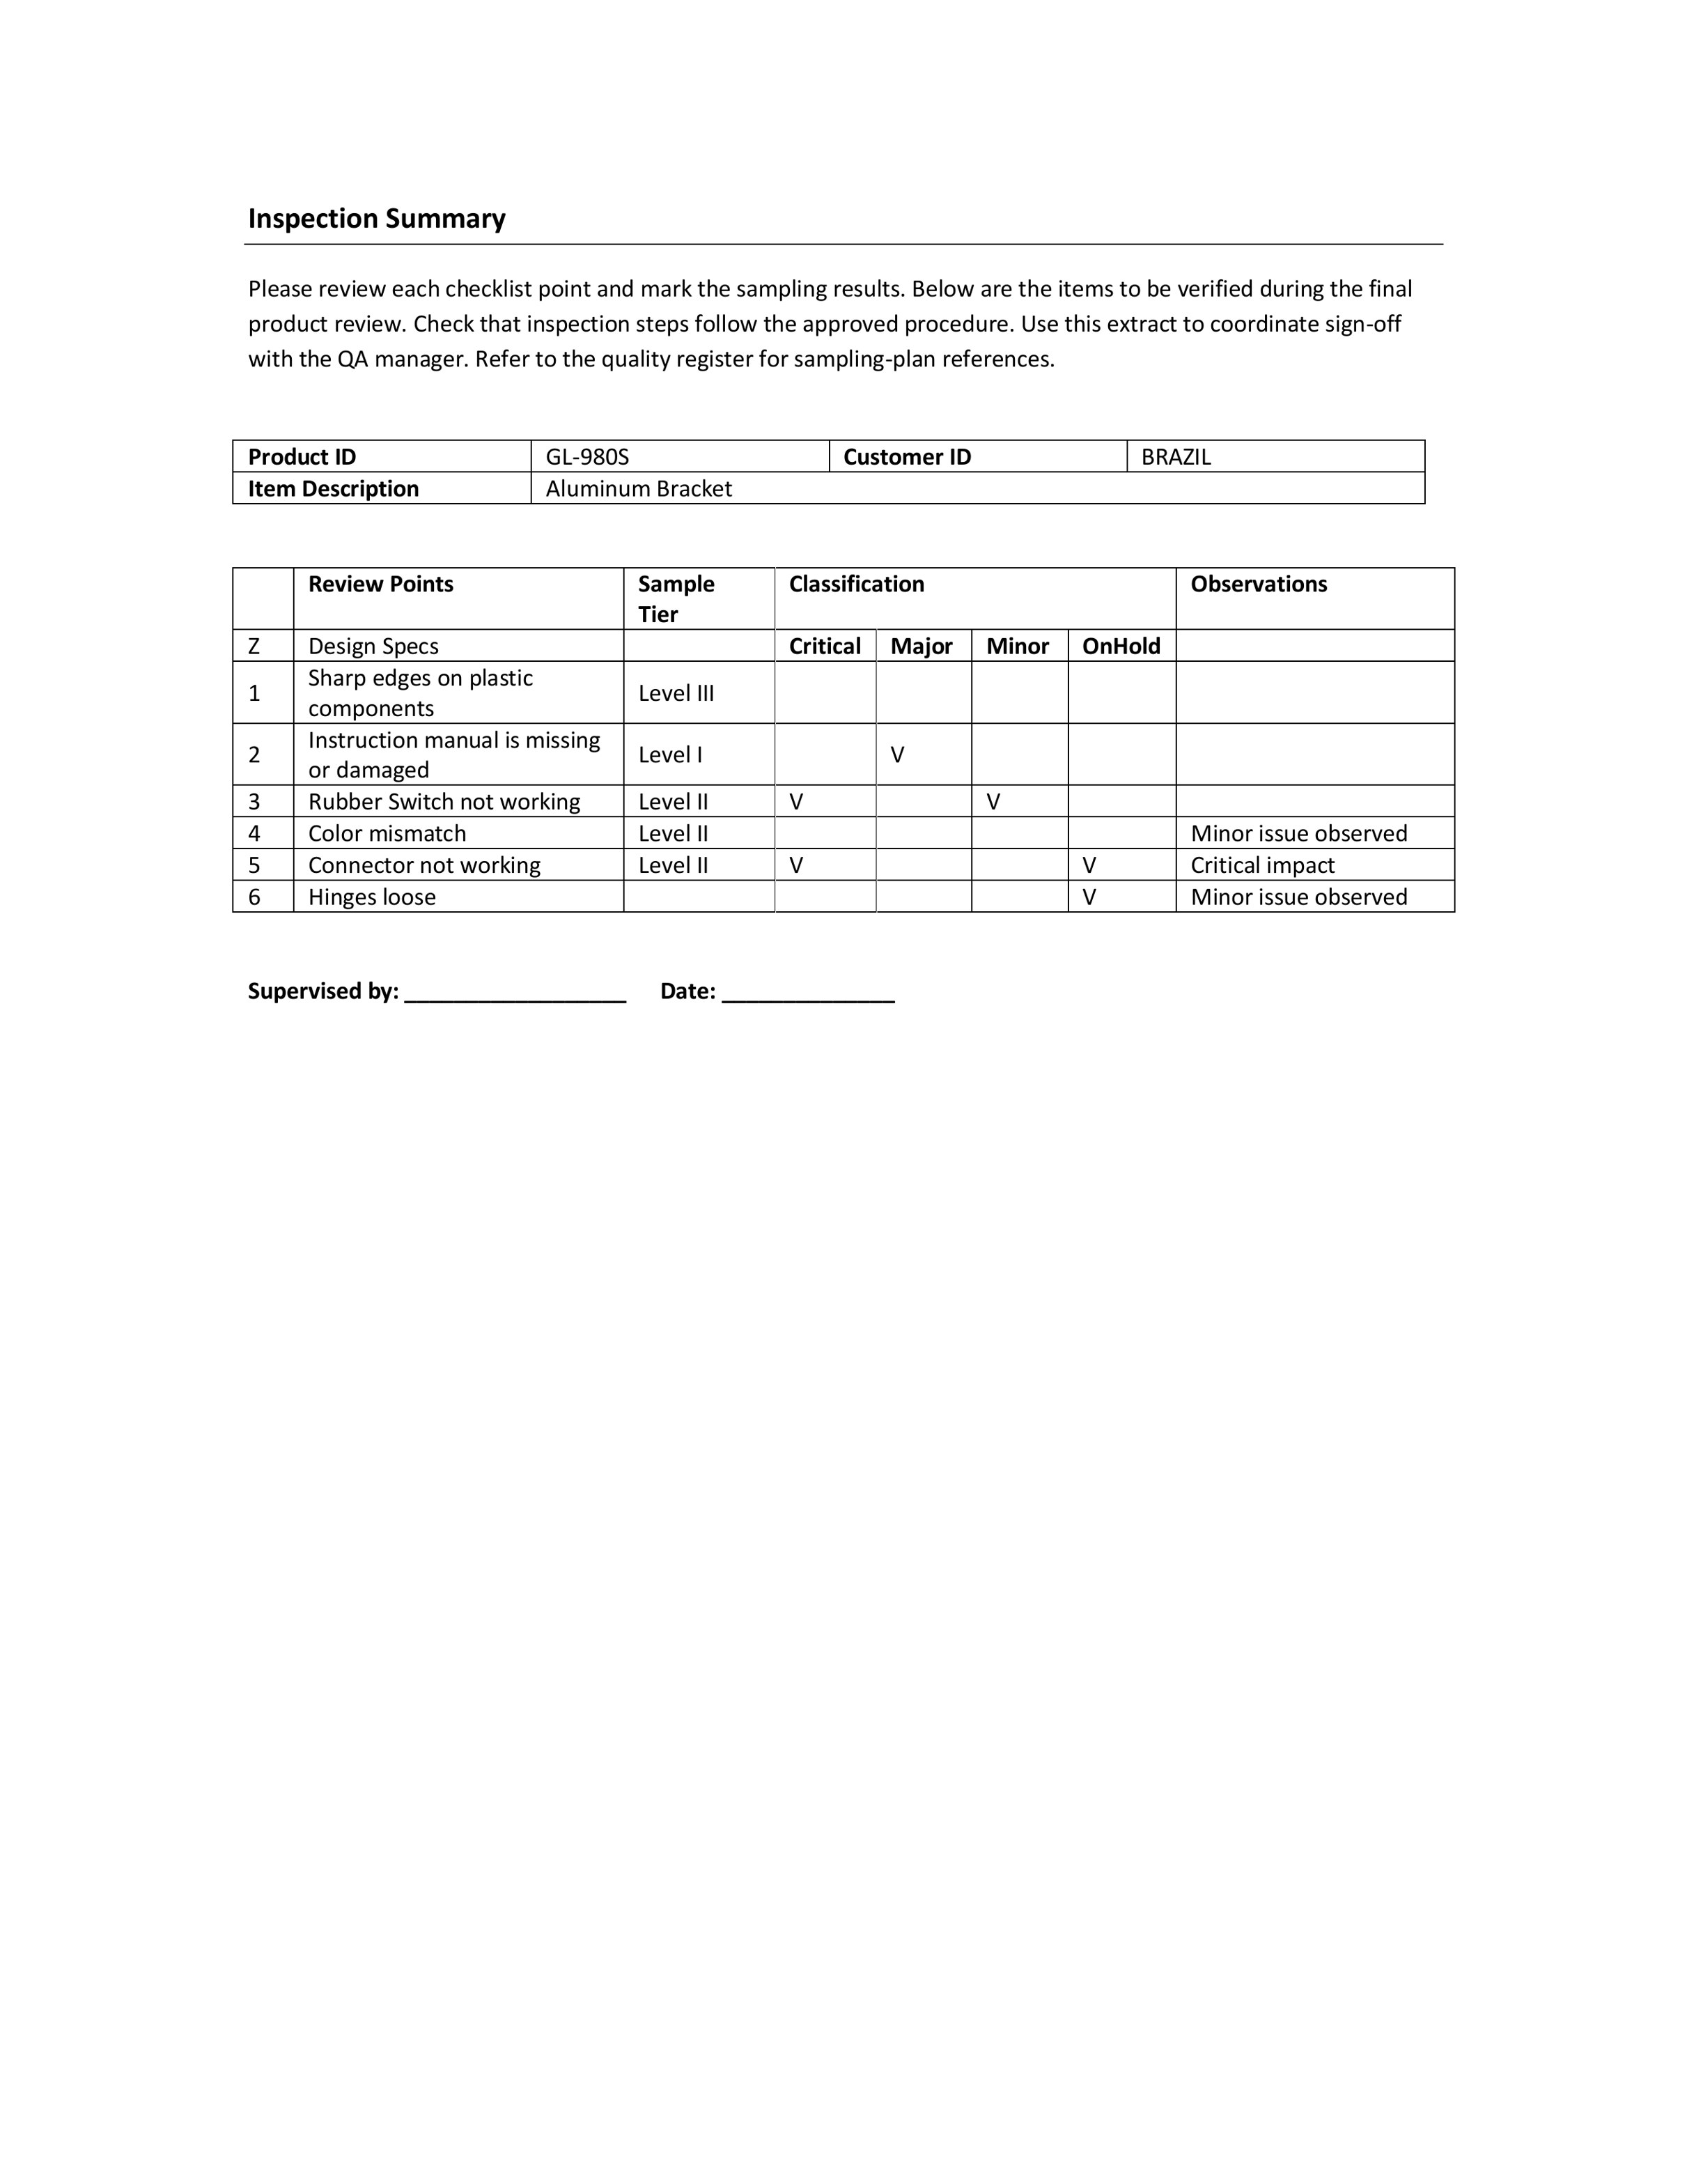 Inspection Summary
Please review each checklist point and mark the sampling results. Below are the items to be verified during the final
product review. Check that inspection steps follow the approved procedure. Use this extract to coordinate sign-off
with the QA manager. Refer to the quality register for sampling-plan references.
Product ID GL-980S Customer ID BRAZIL
Item Description Aluminum Bracket
Review Points Sample Tier Classification Observations
Z Design Specs Critical Major Minor OnHold
1 Sharp edges on plastic components Level III
2 Instruction manual is missing or damaged Level I V
3 Rubber Switch not working Level II V V
4 Color mismatch Level II Minor issue observed
5 Connector not working Level II V V Critical impact
6 Hinges loose V Minor issue observed
Supervised by: __________________ Date: ______________